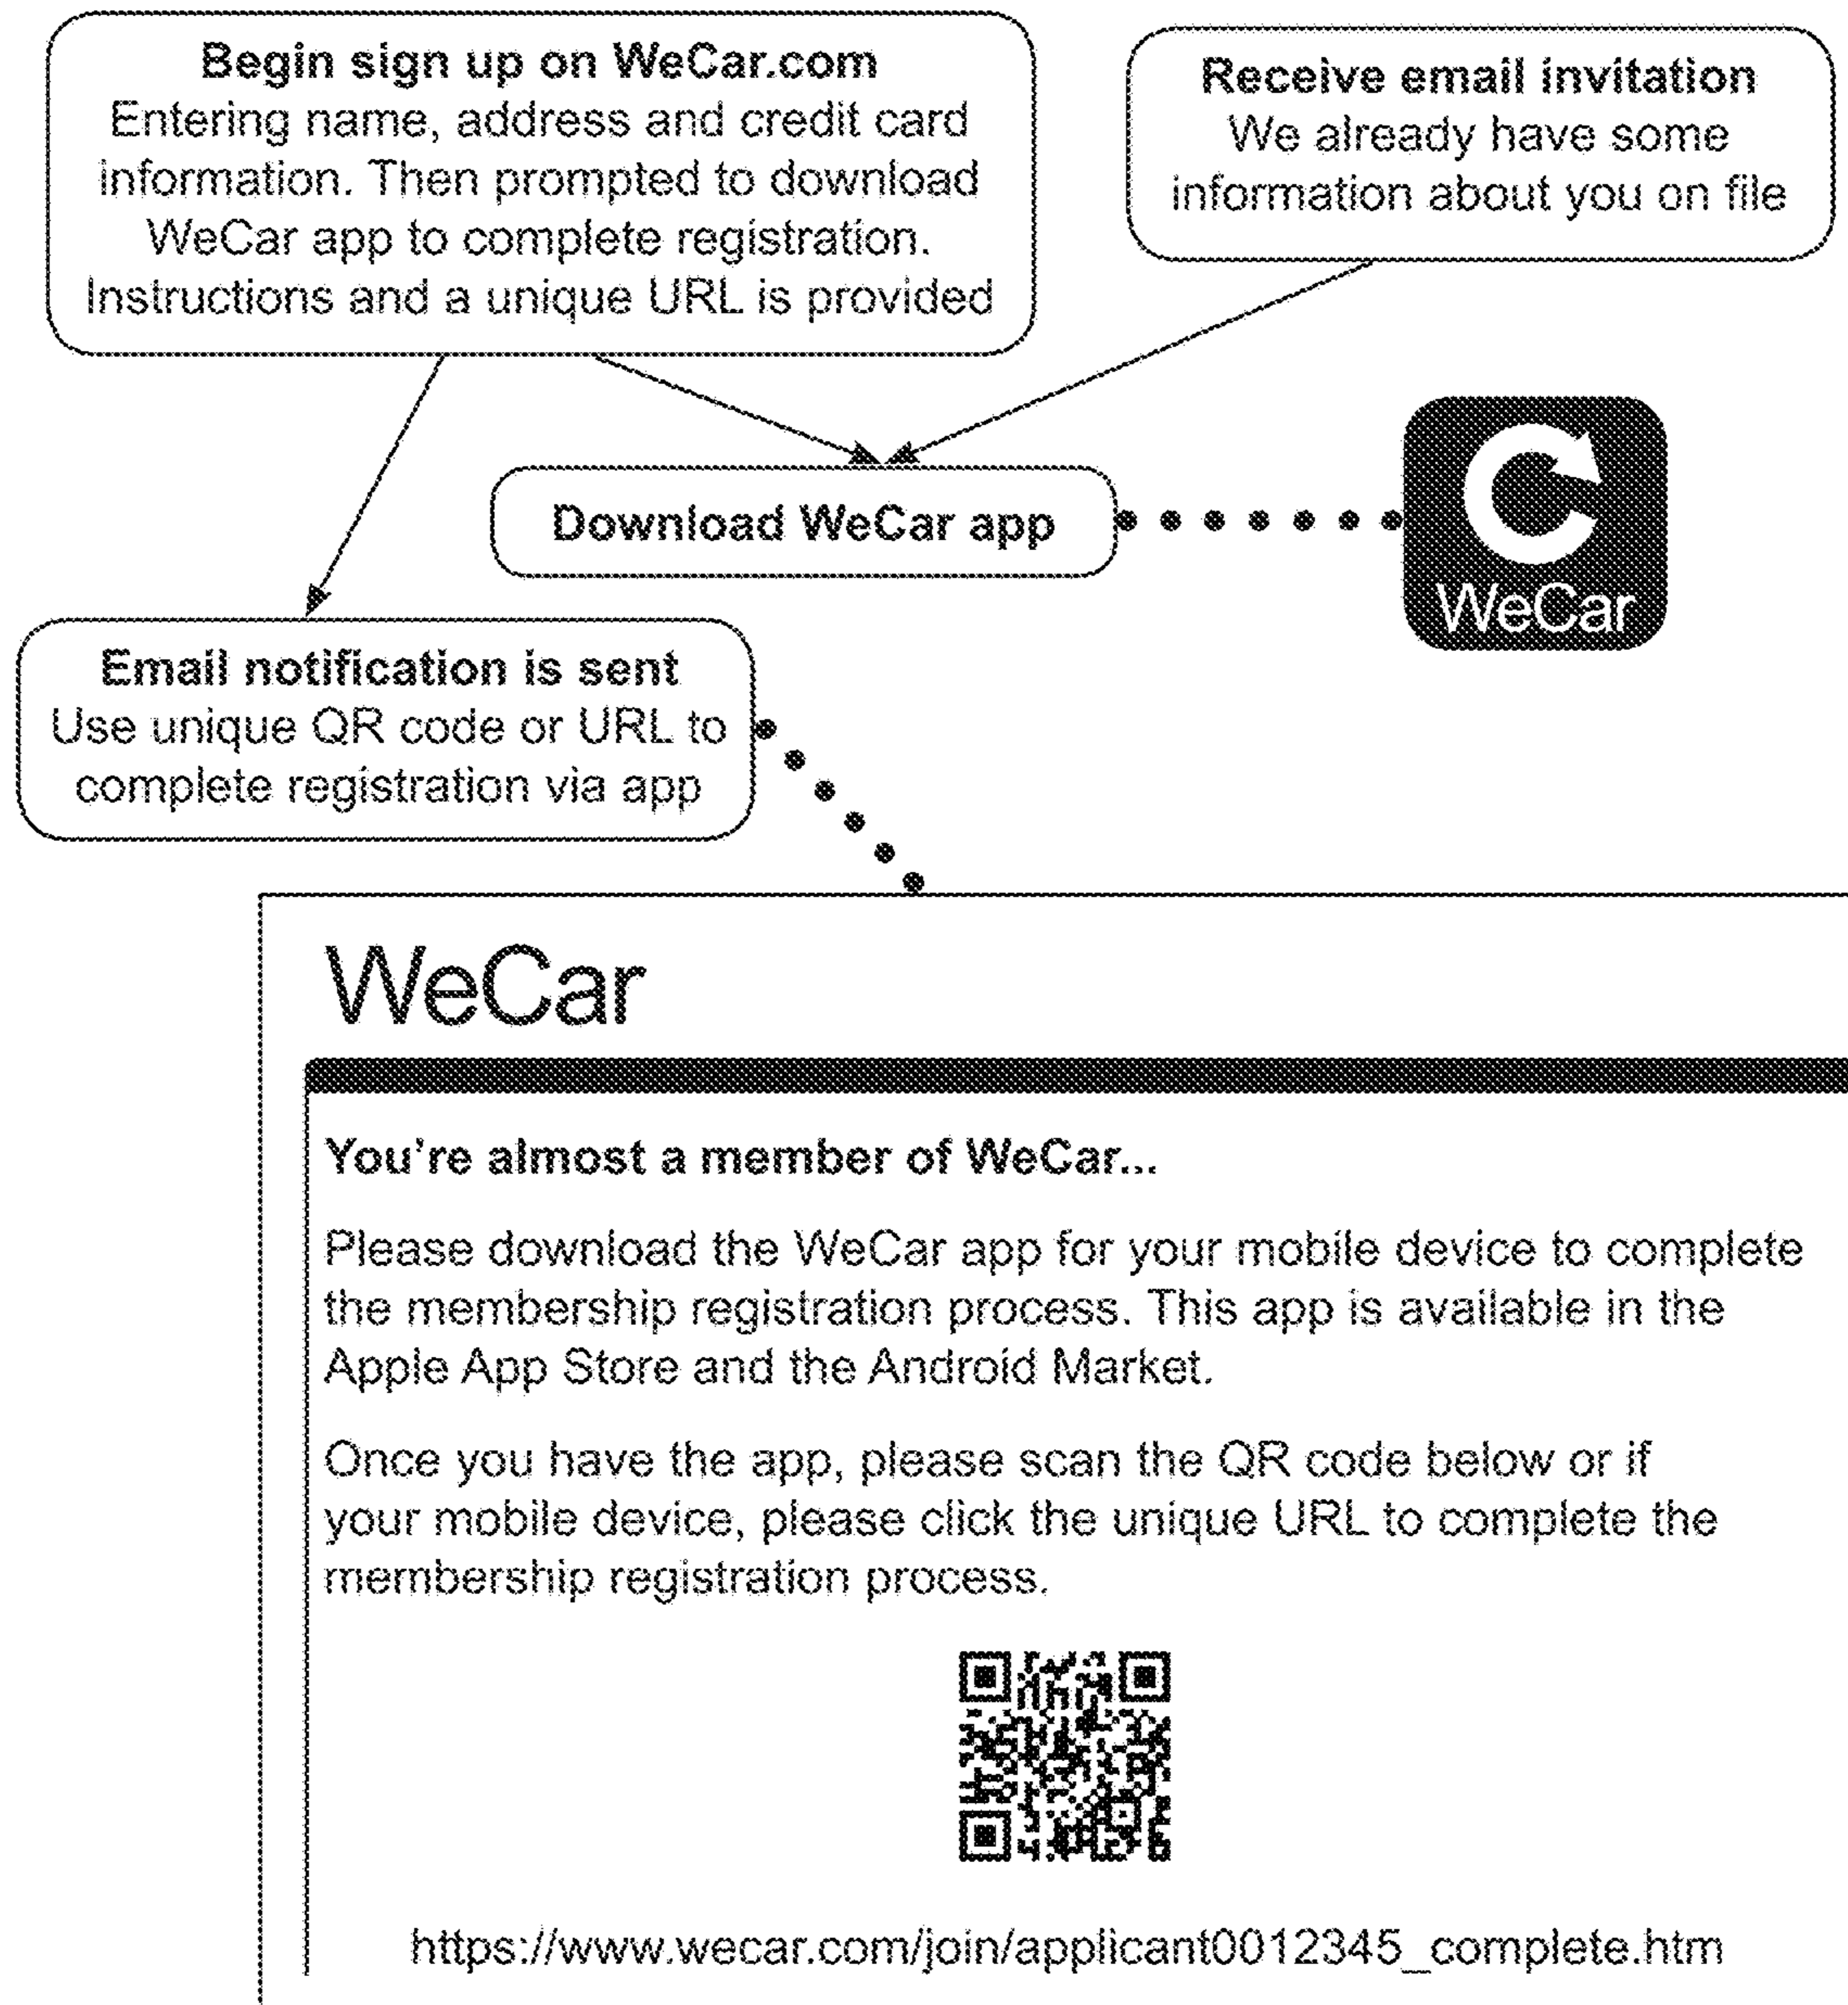 Begin sign up on WeCar.com
Entering name, address and credit card
information. Then prompted to download
WeCar app to complete registration.
Instructions and a unique URL is provided
Receive email invitation
We already have some
information about you on file
Download WeCar app
WeCar
Email notification is sent
Use unique QR code or URL to
complete registration via app
WeCar
You're almost a member of WeCar...
Please download the WeCar app for your mobile device to complete
the membership registration process. This app is available in the
Apple App Store and the Android Market.
Once you have the app, please scan the QR code below or if
your mobile device, please click the unique URL to complete the
membership registration process.
https://www.wecar.com/join/applicant0012345_complete.htm